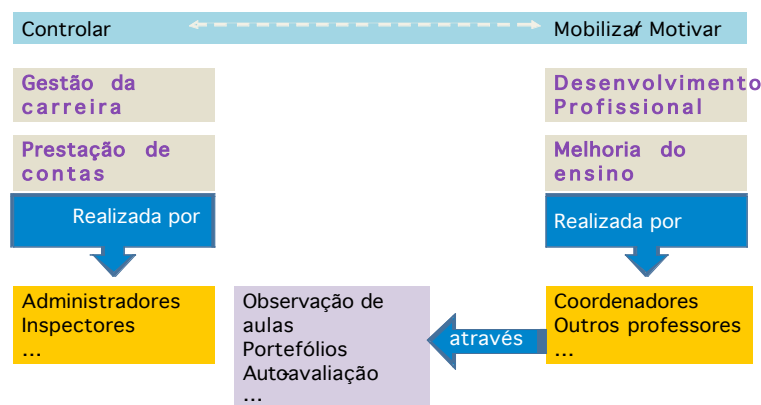 Controlar
Mobilizar/ Motivar
Gestão da
carreira
Desenvolvimento
Profissional
Prestação de
contas
Melhoria do
ensino
Realizada por
Realizada por
Administradores
Inspectores
...
Observação de
aulas
Portefólios
Auto-avaliação
...
através
Coordenadores
Outros professores
...